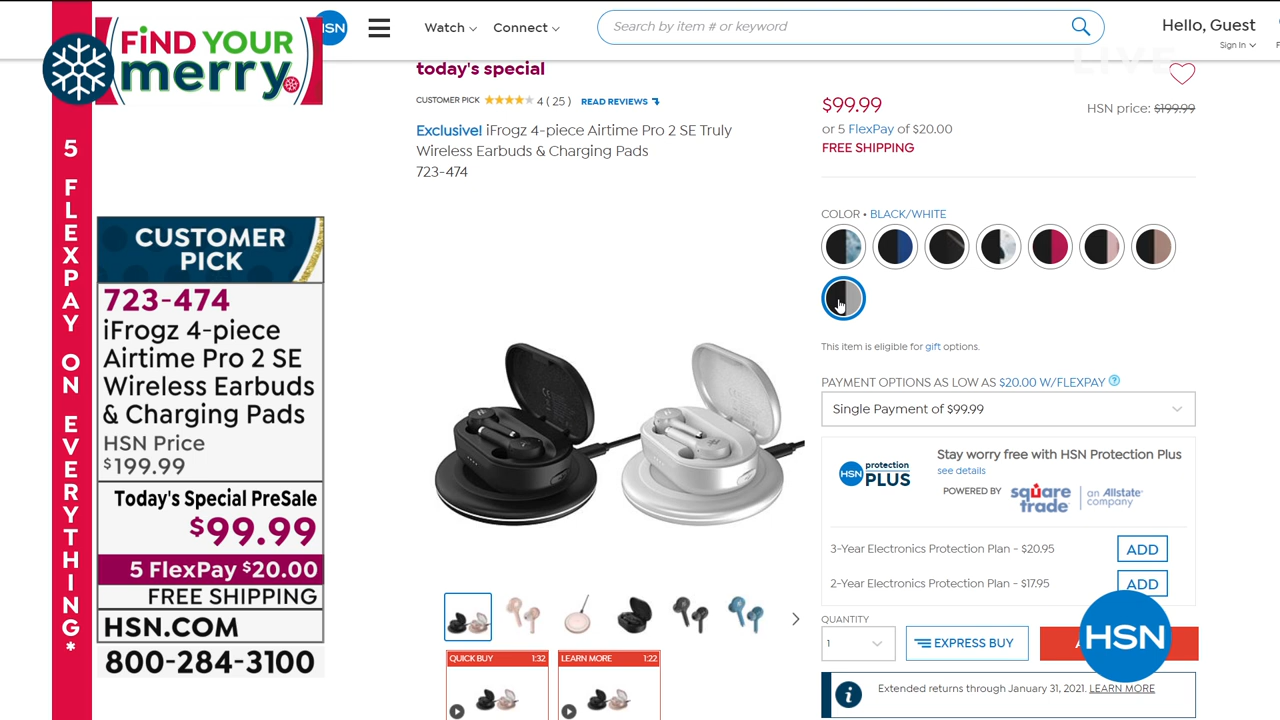 FiND YOUR
merry
5
FLEXPAY
ON
EVERYTHING*
CUSTOMER
PICK
723-474
iFrogz 4-piece
Airtime Pro 2 SE
Wireless Earbuds
& Charging Pads
HSN Price
$199.99
Today's Special PreSale
$99.99
5 FlexPay $20.00
FREE SHIPPING
HSN.COM
800-284-3100
Watch
Connect
Search by item # or keyword
Hello, Guest
Sign In
LIVE
today's special
CUSTOMER PICK
4 ( 25 )
READ REVIEWS
Exclusive! iFrogz 4-piece Airtime Pro 2 SE Truly
Wireless Earbuds & Charging Pads
723-474
QUICK BUY 1:32
LEARN MORE 1:22
$99.99
HSN price: $199.99
or 5 FlexPay of $20.00
FREE SHIPPING
COLOR • BLACK/WHITE
This item is eligible for gift options.
PAYMENT OPTIONS AS LOW AS $20.00 W/FLEXPAY ?
Single Payment of $99.99
HSN protection PLUS
Stay worry free with HSN Protection Plus
see details
POWERED BY
square trade
an Allstate company
3-Year Electronics Protection Plan - $20.95
ADD
2-Year Electronics Protection Plan - $17.95
ADD
QUANTITY
1
EXPRESS BUY
HSN
Extended returns through January 31, 2021. LEARN MORE